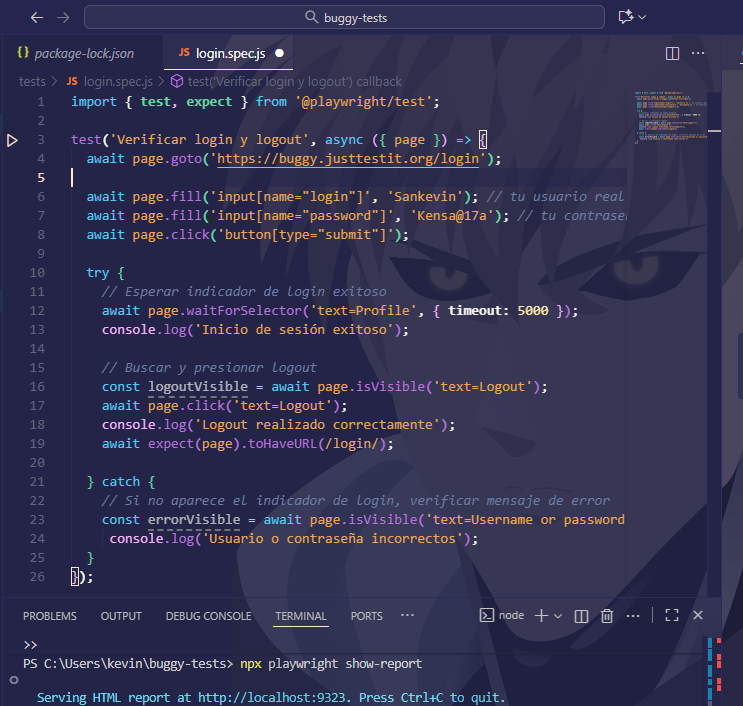 buggy-tests
{} package-lock.json
JS login.spec.js
tests > JS login.spec.js > test('Verificar login y logout') callback
1 import { test, expect } from '@playwright/test';
2
3 test('Verificar login y logout', async ({ page }) => {
4 await page.goto('https://buggy.justtestit.org/login');
5
6 await page.fill('input[name="login"]', 'Sankevin'); // tu usuario real
7 await page.fill('input[name="password"]', 'Kensa@17a'); // tu contrase
8 await page.click('button[type="submit"]');
9
10 try {
11 // Esperar indicador de login exitoso
12 await page.waitForSelector('text=Profile', { timeout: 5000 });
13 console.log('Inicio de sesión exitoso');
14
15 // Buscar y presionar Logout
16 const logoutVisible = await page.isVisible('text=Logout');
17 await page.click('text=Logout');
18 console.log('Logout realizado correctamente');
19 await expect(page).toHaveURL(/login/);
20
21 } catch {
22 // Si no aparece el indicador de login, verificar mensaje de error
23 const errorVisible = await page.isVisible('text=Username or password
24 console.log('Usuario o contraseña incorrectos');
25 }
26 });
PROBLEMS OUTPUT DEBUG CONSOLE TERMINAL PORTS ··· node
>>
PS C:\Users\kevin\buggy-tests> npx playwright show-report
Serving HTML report at http://localhost:9323. Press Ctrl+C to quit.